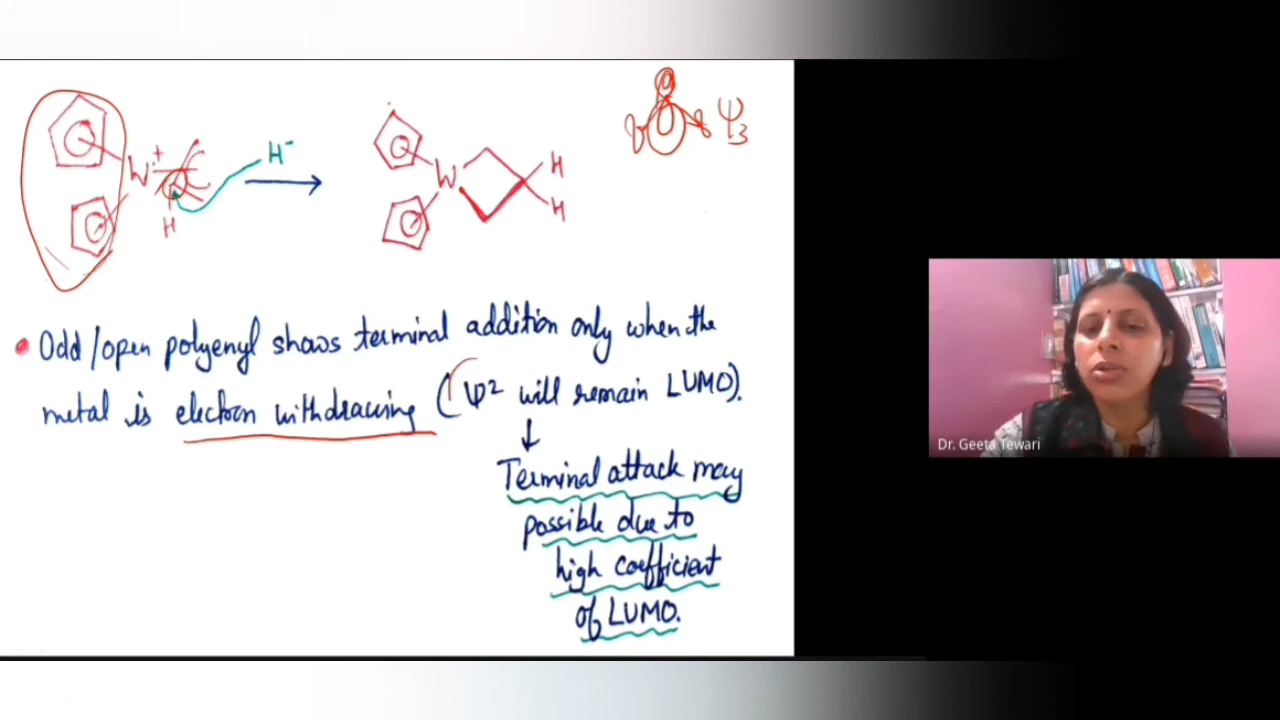 W+
H-
H
W
H
H
ψ3
• Odd/open polyenyl shows terminal addition only when the
metal is electron withdrawing (ψ2 will remain LUMO).
↓
Terminal attack may
possible due to
high coefficient
of LUMO.
Dr. Geeta Tewari